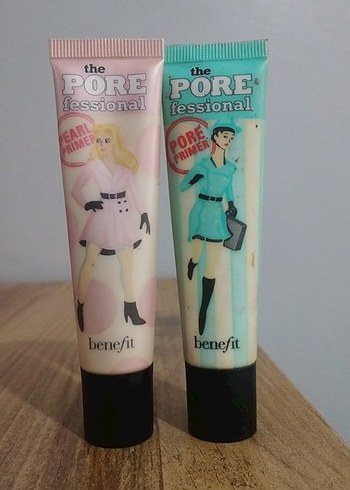 the
PORE
fessional
PEARL
PRIMER
benefit
the
PORE
fessional
PORE
PRIMER
benefit